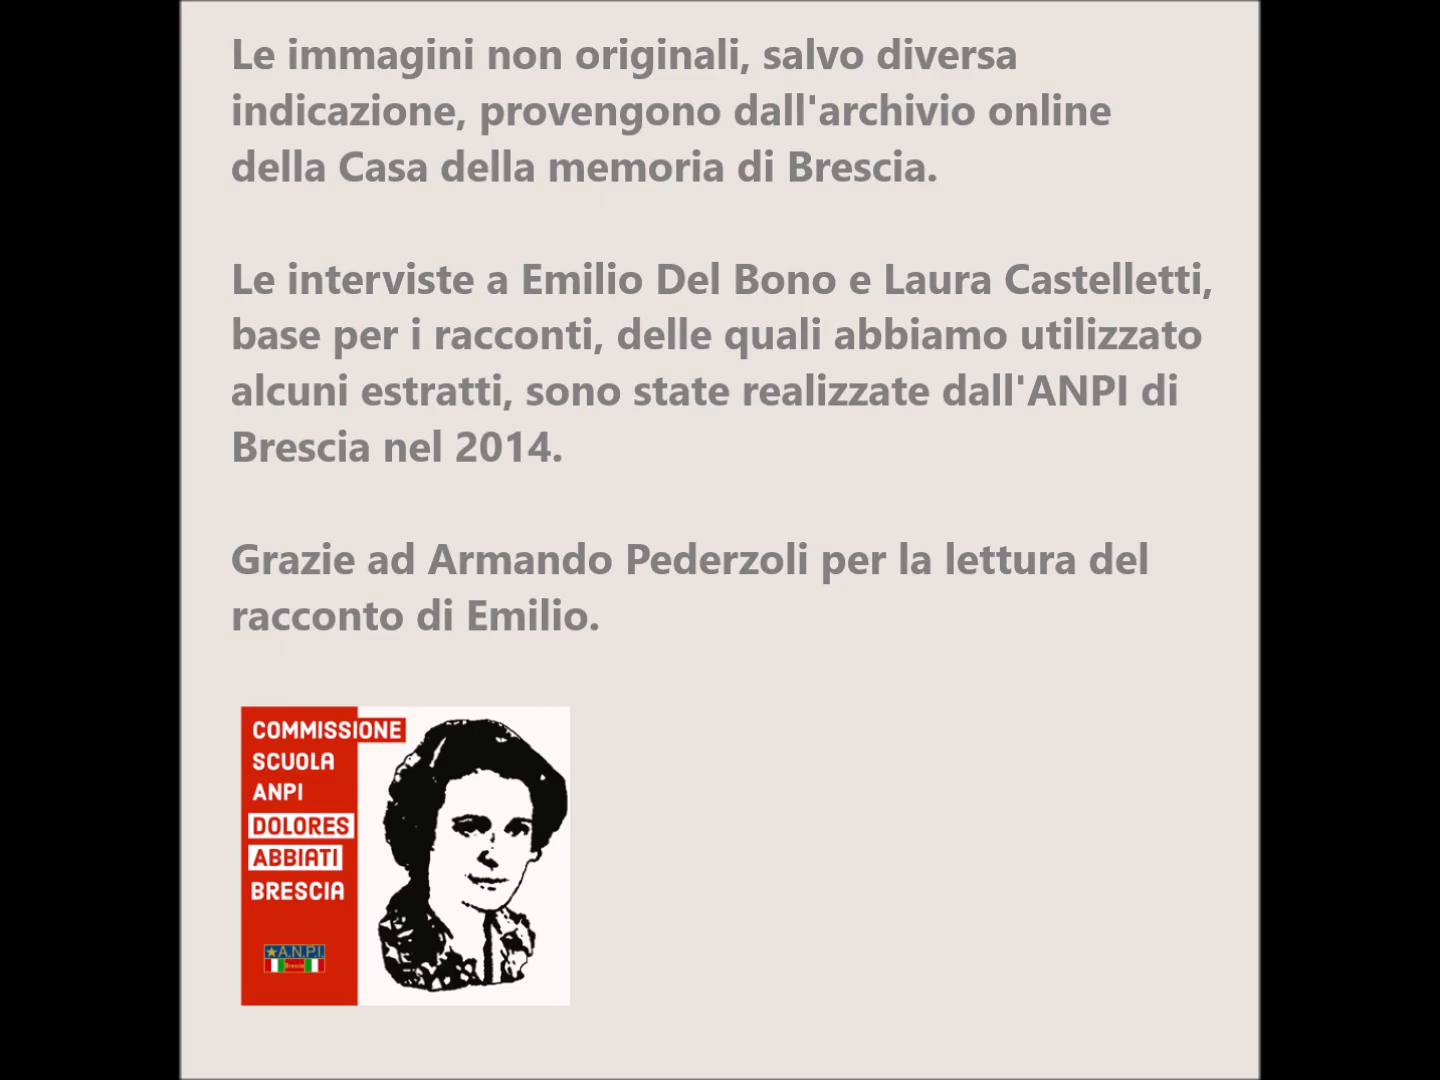 Le immagini non originali, salvo diversa
indicazione, provengono dall'archivio online
della Casa della memoria di Brescia.
Le interviste a Emilio Del Bono e Laura Castelletti,
base per i racconti, delle quali abbiamo utilizzato
alcuni estratti, sono state realizzate dall'ANPI di
Brescia nel 2014.
Grazie ad Armando Pederzoli per la lettura del
racconto di Emilio.
COMMISSIONE
SCUOLA
ANPI
DOLORES
ABBIATI
BRESCIA
A.N.P.I.
Brescia